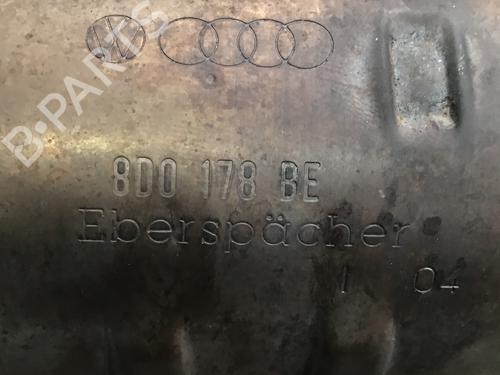 B-PARTS
8D0 178 BE
Eberspächer
1 04